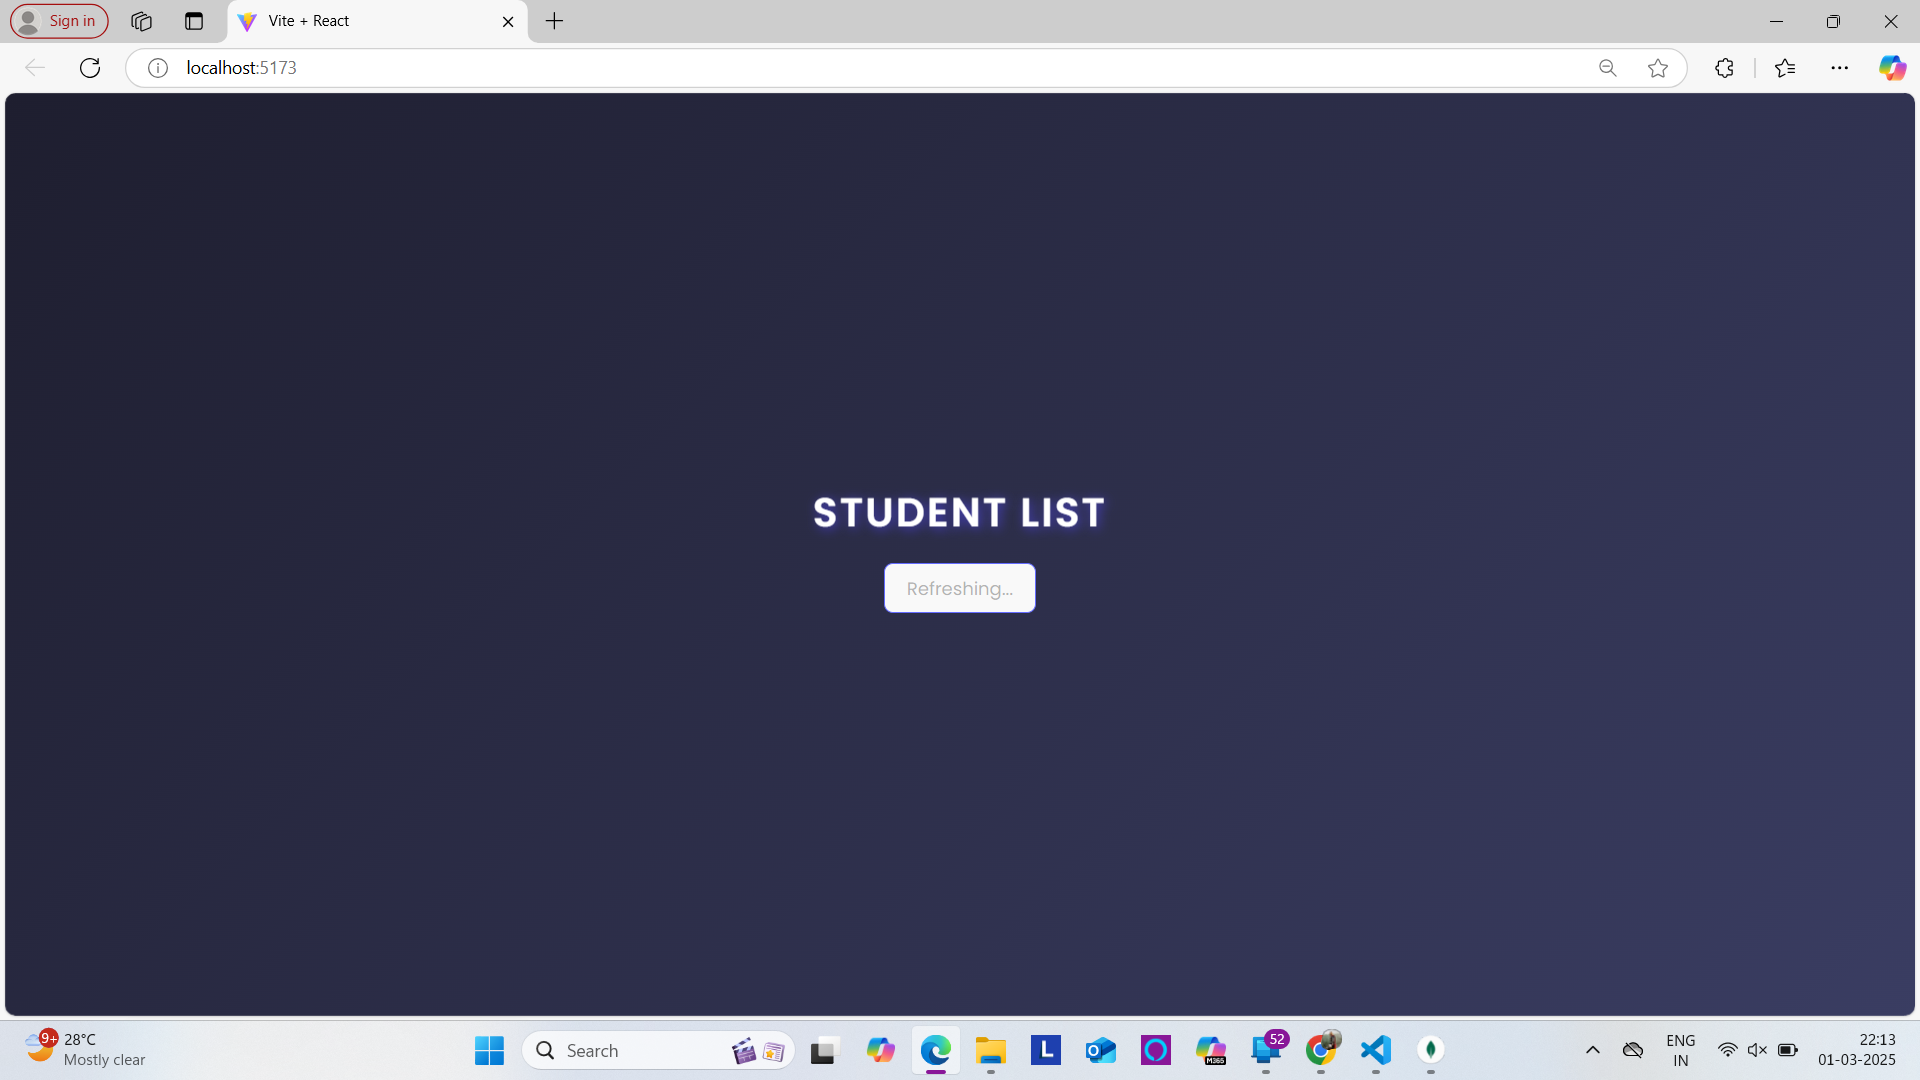 Sign in
Vite + React
localhost:5173
STUDENT LIST
Refreshing...
9+
28°C
Mostly clear
Search
L
O
M365
52
ENG
IN
22:13
01-03-2025